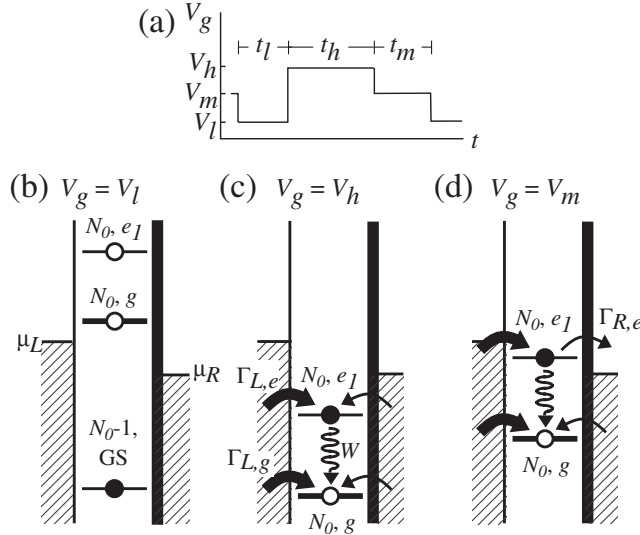 (a)
V_g
V_h
V_m
V_l
t_l
t_h
t_m
t
(b) V_g = V_l
N_0, e_1
N_0, g
μ_L
μ_R
N_0-1,
GS
(c) V_g = V_h
Γ_L,e
N_0, e_1
W
Γ_L,g
N_0, g
(d) V_g = V_m
N_0, e_1
Γ_R,e
N_0, g